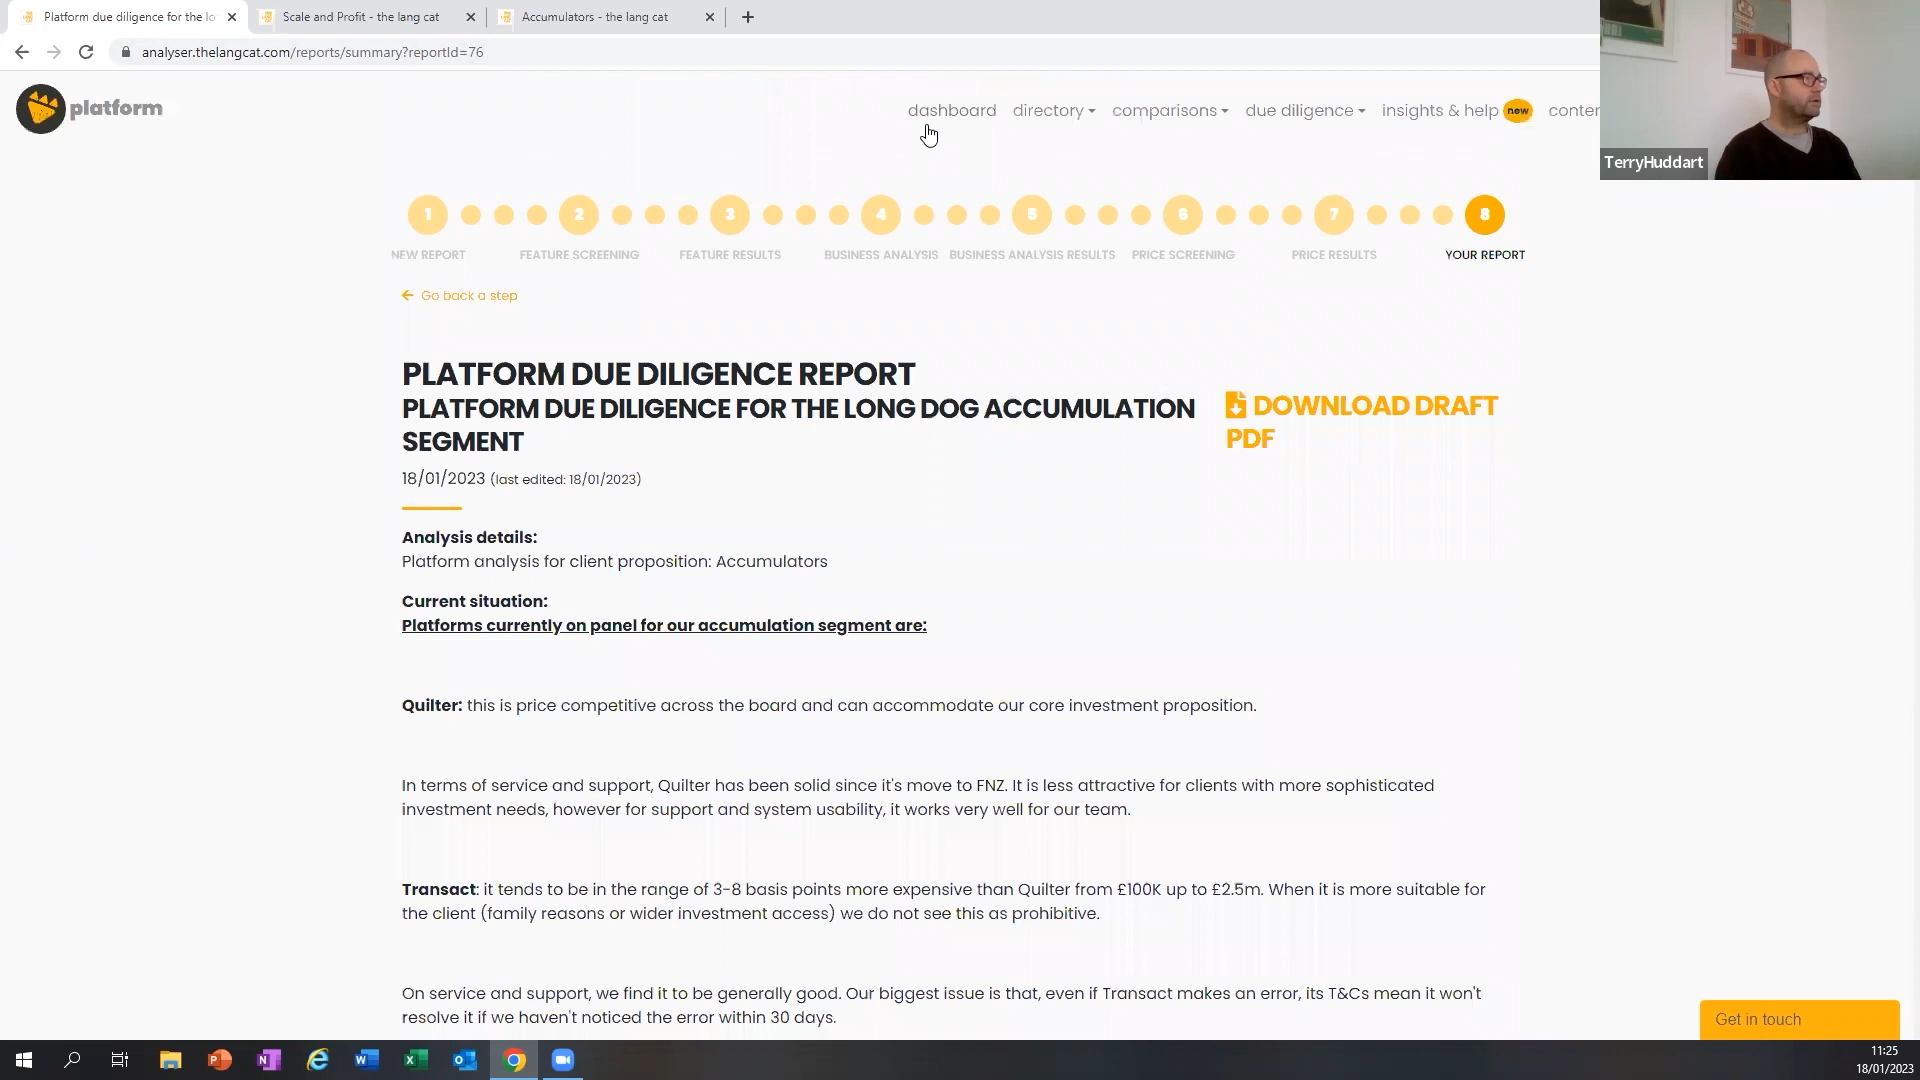 Platform due diligence for the lo
Scale and Profit - the lang cat
Accumulators - the lang cat
analyser.thelangcat.com/reports/summary?reportId=76
platform
dashboard directory comparisons due diligence insights & help new conter
TerryHuddart
1 2 3 4 5 6 7 8
NEW REPORT FEATURE SCREENING FEATURE RESULTS BUSINESS ANALYSIS BUSINESS ANALYSIS RESULTS PRICE SCREENING PRICE RESULTS YOUR REPORT
Go back a step
PLATFORM DUE DILIGENCE REPORT
PLATFORM DUE DILIGENCE FOR THE LONG DOG ACCUMULATION
SEGMENT
DOWNLOAD DRAFT
PDF
18/01/2023 (last edited: 18/01/2023)
Analysis details:
Platform analysis for client proposition: Accumulators
Current situation:
Platforms currently on panel for our accumulation segment are:
Quilter: this is price competitive across the board and can accommodate our core investment proposition.
In terms of service and support, Quilter has been solid since it's move to FNZ. It is less attractive for clients with more sophisticated
investment needs, however for support and system usability, it works very well for our team.
Transact: it tends to be in the range of 3-8 basis points more expensive than Quilter from £100K up to £2.5m. When it is more suitable for
the client (family reasons or wider investment access) we do not see this as prohibitive.
On service and support, we find it to be generally good. Our biggest issue is that, even if Transact makes an error, its T&Cs mean it won't
resolve it if we haven't noticed the error within 30 days.
Get in touch
11:25
18/01/2023